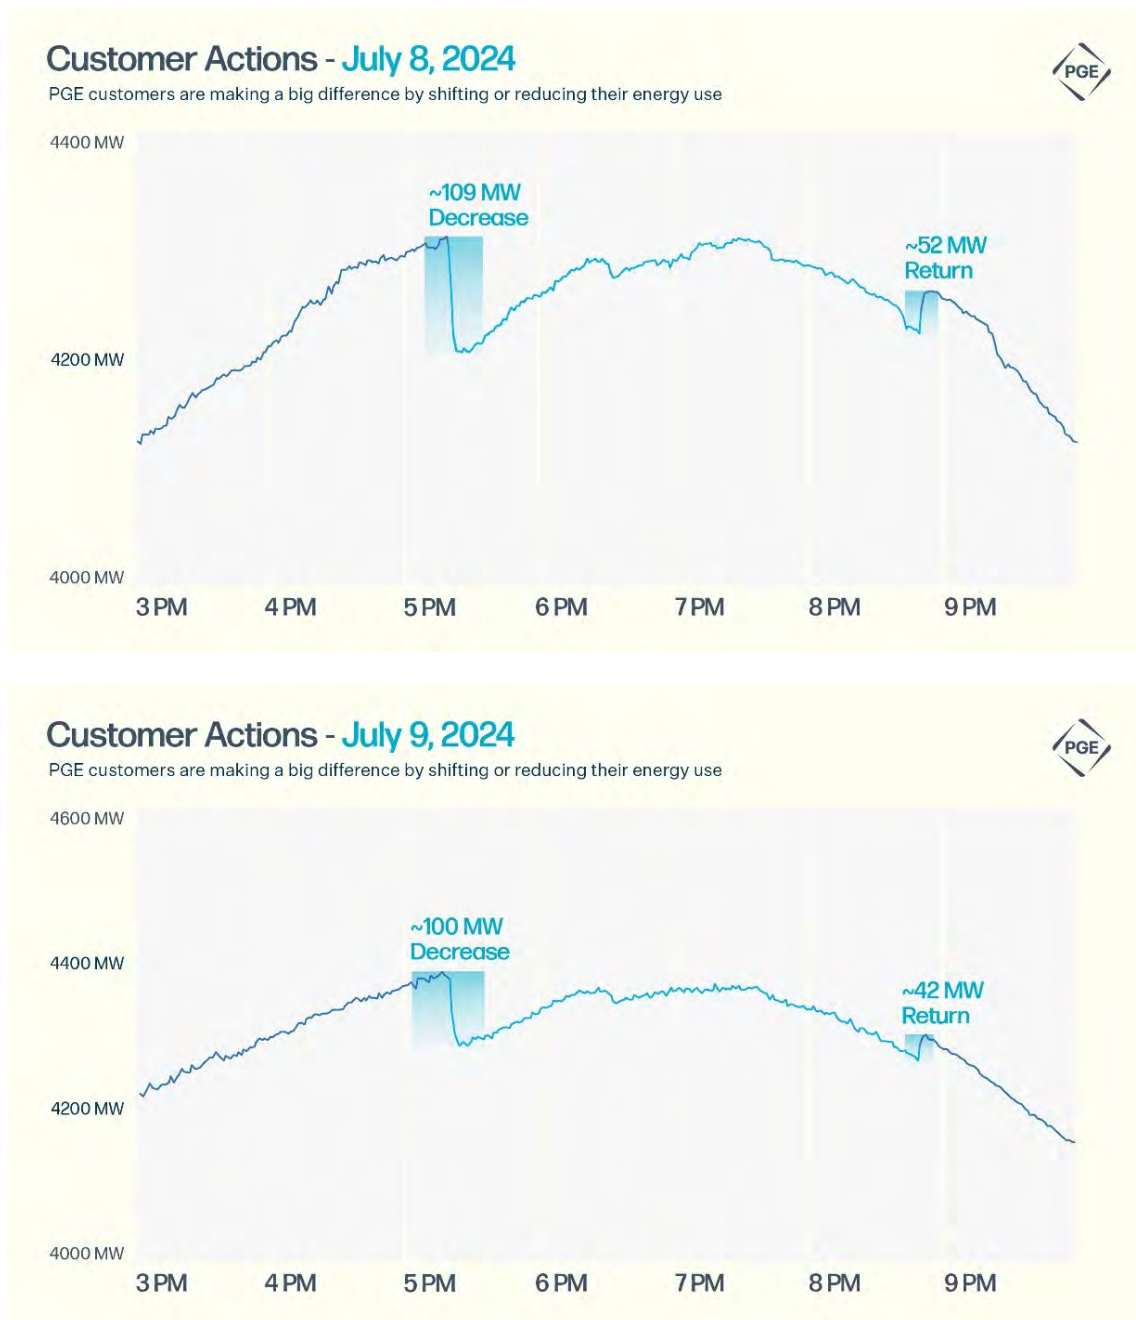 Customer Actions - July 8, 2024
PGE
PGE customers are making a big difference by shifting or reducing their energy use
4400 MW
~109 MW
Decrease
~52 MW
Return
4200 MW
4000 MW
3 PM 4 PM 5 PM 6 PM 7 PM 8 PM 9 PM
Customer Actions - July 9, 2024
PGE
PGE customers are making a big difference by shifting or reducing their energy use
4600 MW
~100 MW
Decrease
4400 MW
~42 MW
Return
4200 MW
4000 MW
3 PM 4 PM 5 PM 6 PM 7 PM 8 PM 9 PM